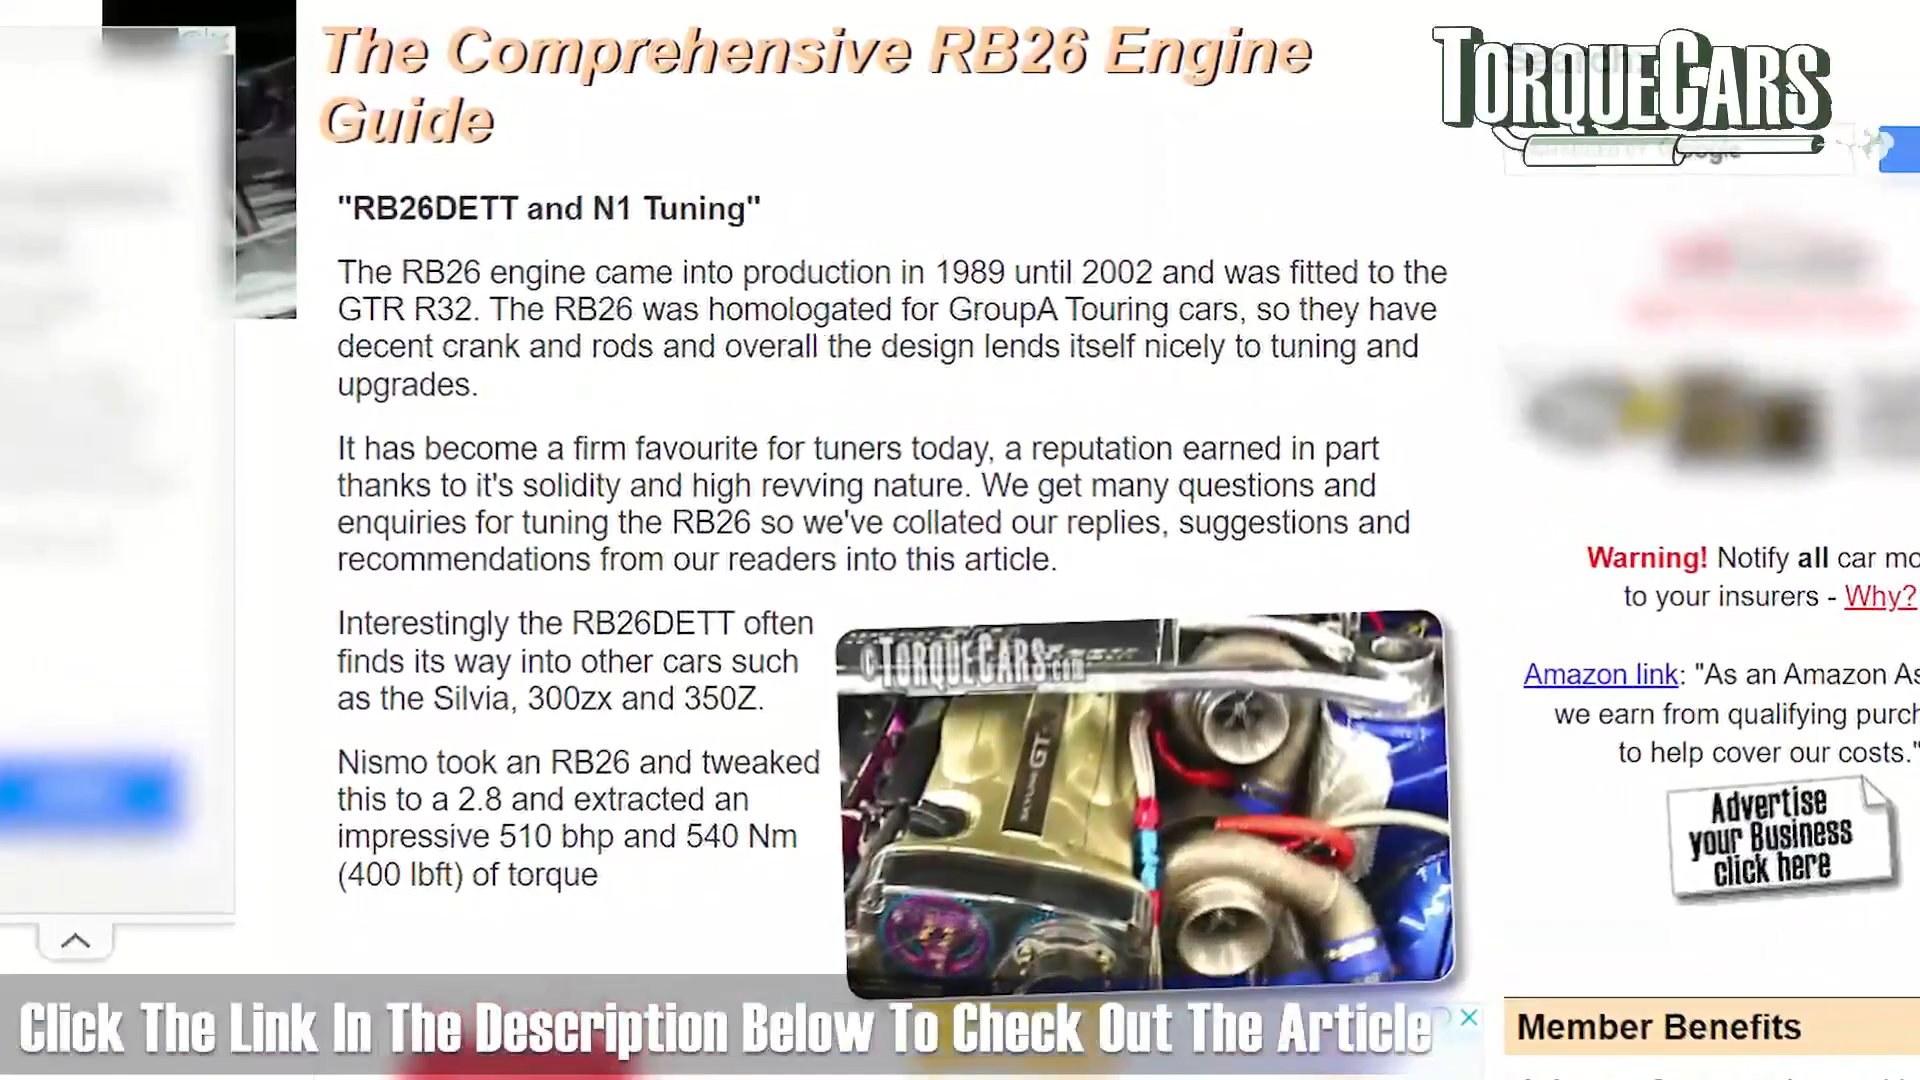 The Comprehensive RB26 Engine
Guide
TORQUECARS
Search:
"RB26DETT and N1 Tuning"
The RB26 engine came into production in 1989 until 2002 and was fitted to the
GTR R32. The RB26 was homologated for GroupA Touring cars, so they have
decent crank and rods and overall the design lends itself nicely to tuning and
upgrades.
It has become a firm favourite for tuners today, a reputation earned in part
thanks to it's solidity and high revving nature. We get many questions and
enquiries for tuning the RB26 so we've collated our replies, suggestions and
recommendations from our readers into this article.
Interestingly the RB26DETT often
finds its way into other cars such
as the Silvia, 300zx and 350Z.
Nismo took an RB26 and tweaked
this to a 2.8 and extracted an
impressive 510 bhp and 540 Nm
(400 lbft) of torque
©TORQUECARS.com
Warning! Notify all car mo
to your insurers - Why?
Amazon link: "As an Amazon As
we earn from qualifying purch
to help cover our costs."
Advertise
your Business
click here
Click The Link In The Description Below To Check Out The Article
Member Benefits